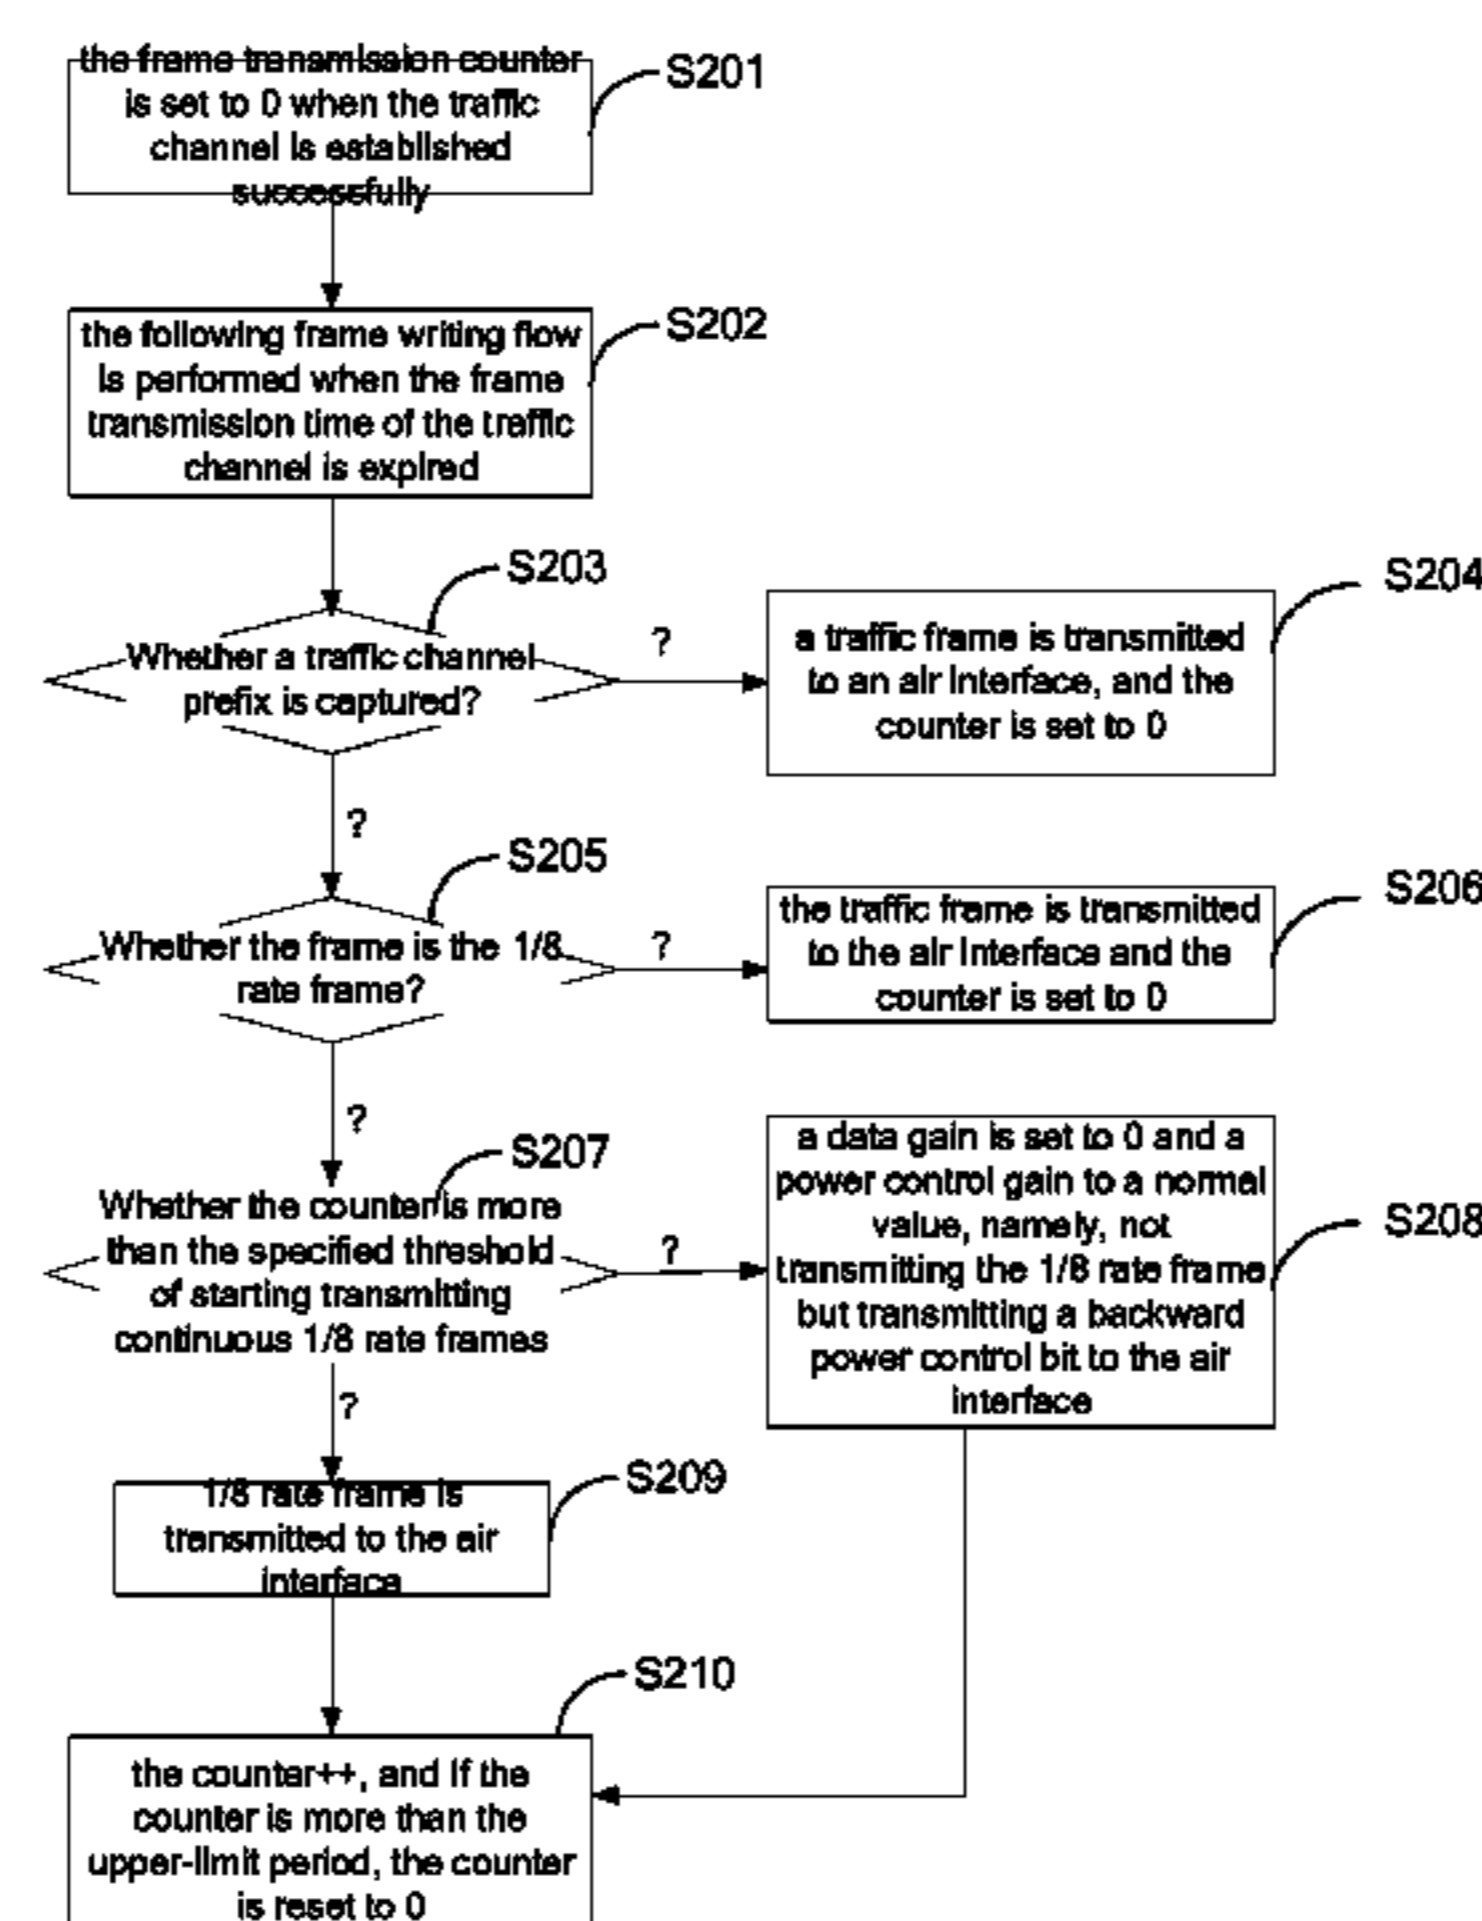 the frame transmission counter
is set to 0 when the traffic
channel is established
successfully
S201
the following frame writing flow
is performed when the frame
transmission time of the traffic
channel is expired
S202
S203
Whether a traffic channel
prefix is captured?
?
S204
a traffic frame is transmitted
to an air interface, and the
counter is set to 0
?
S205
Whether the frame is the 1/8
rate frame?
?
S206
the traffic frame is transmitted
to the air interface and the
counter is set to 0
?
S207
Whether the counter is more
than the specified threshold
of starting transmitting
continuous 1/8 rate frames
?
S208
a data gain is set to 0 and a
power control gain to a normal
value, namely, not
transmitting the 1/8 rate frame
but transmitting a backward
power control bit to the air
interface
?
S209
1/8 rate frame is
transmitted to the air
interface
S210
the counter++, and if the
counter is more than the
upper-limit period, the counter
is reset to 0